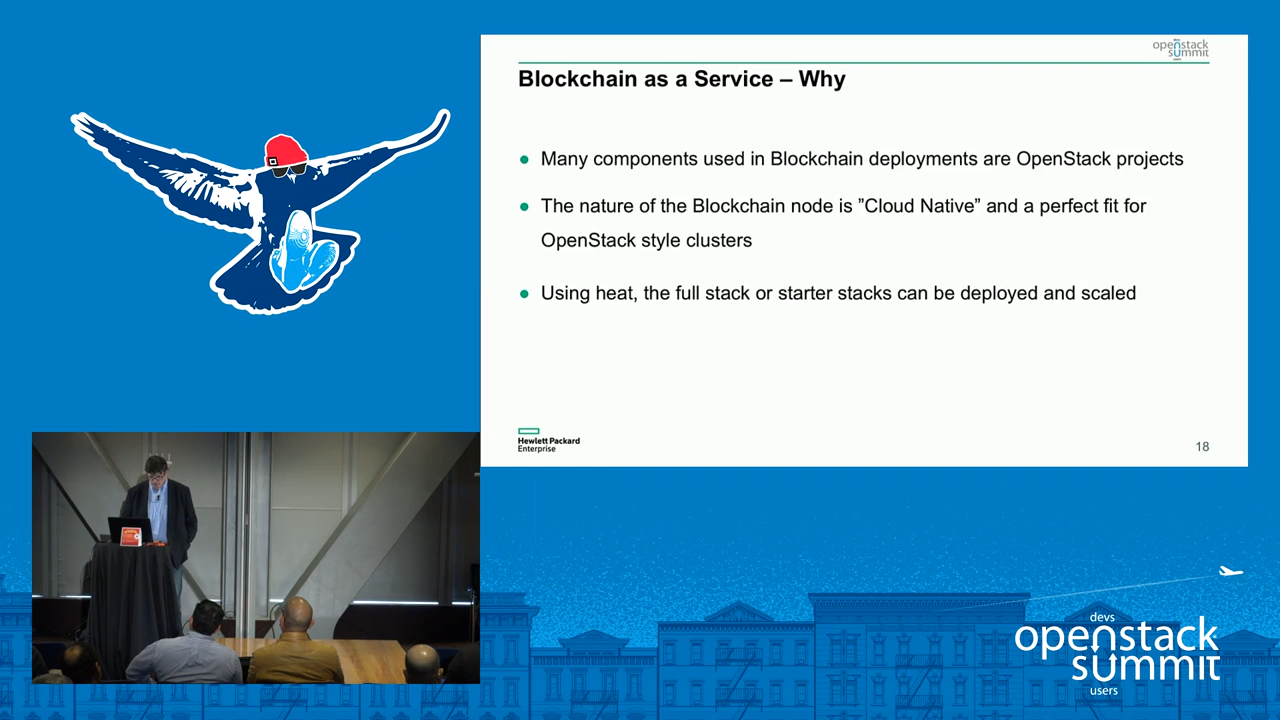 devs
openstack
summit
users
Blockchain as a Service – Why
● Many components used in Blockchain deployments are OpenStack projects
● The nature of the Blockchain node is ”Cloud Native” and a perfect fit for
OpenStack style clusters
● Using heat, the full stack or starter stacks can be deployed and scaled
Hewlett Packard
Enterprise
18
devs
openstack
summit
users